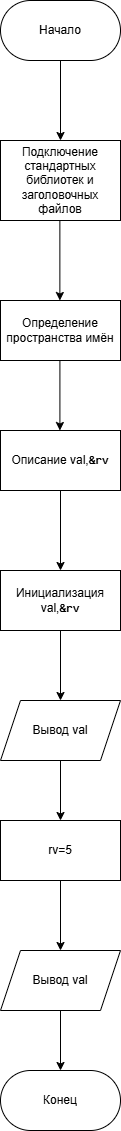 Начало
Подключение
стандартных
библиотек и
заголовочных
файлов
Определение
пространства имён
Описание val,&rv
Инициализация
val,&rv
Вывод val
rv=5
Вывод val
Конец